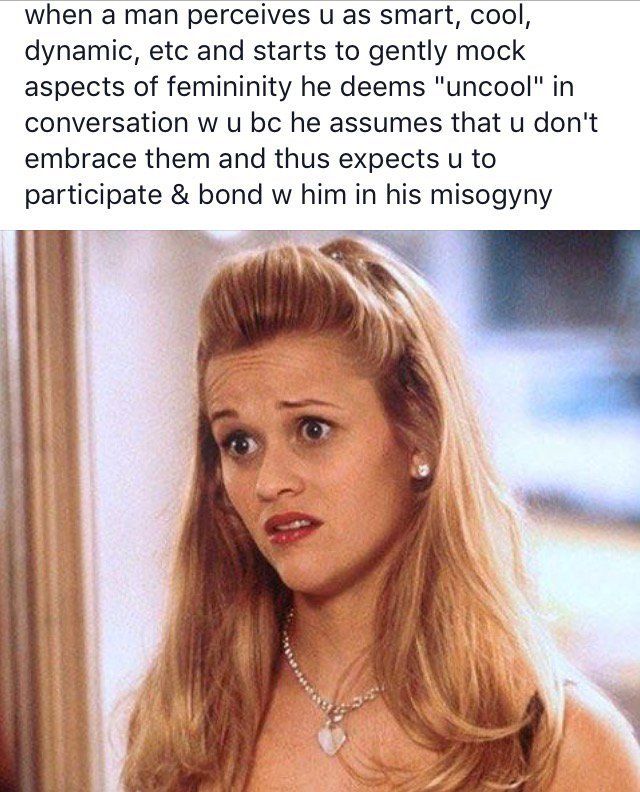 when a man perceives u as smart, cool,
dynamic, etc and starts to gently mock
aspects of femininity he deems "uncool" in
conversation w u bc he assumes that u don't
embrace them and thus expects u to
participate & bond w him in his misogyny